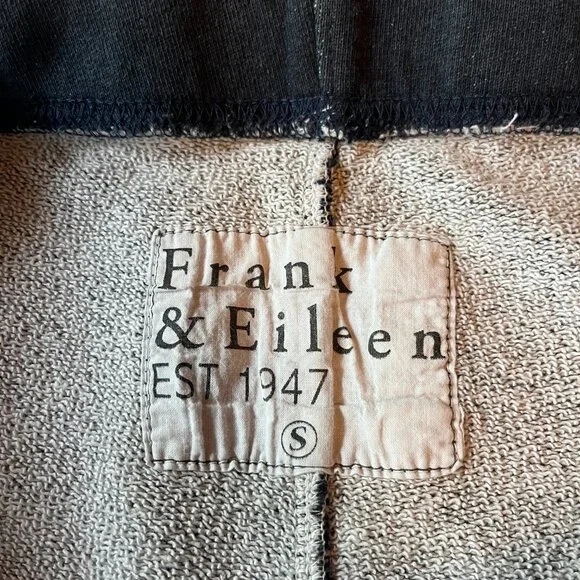 Frank
& Eileen
EST 1947
S